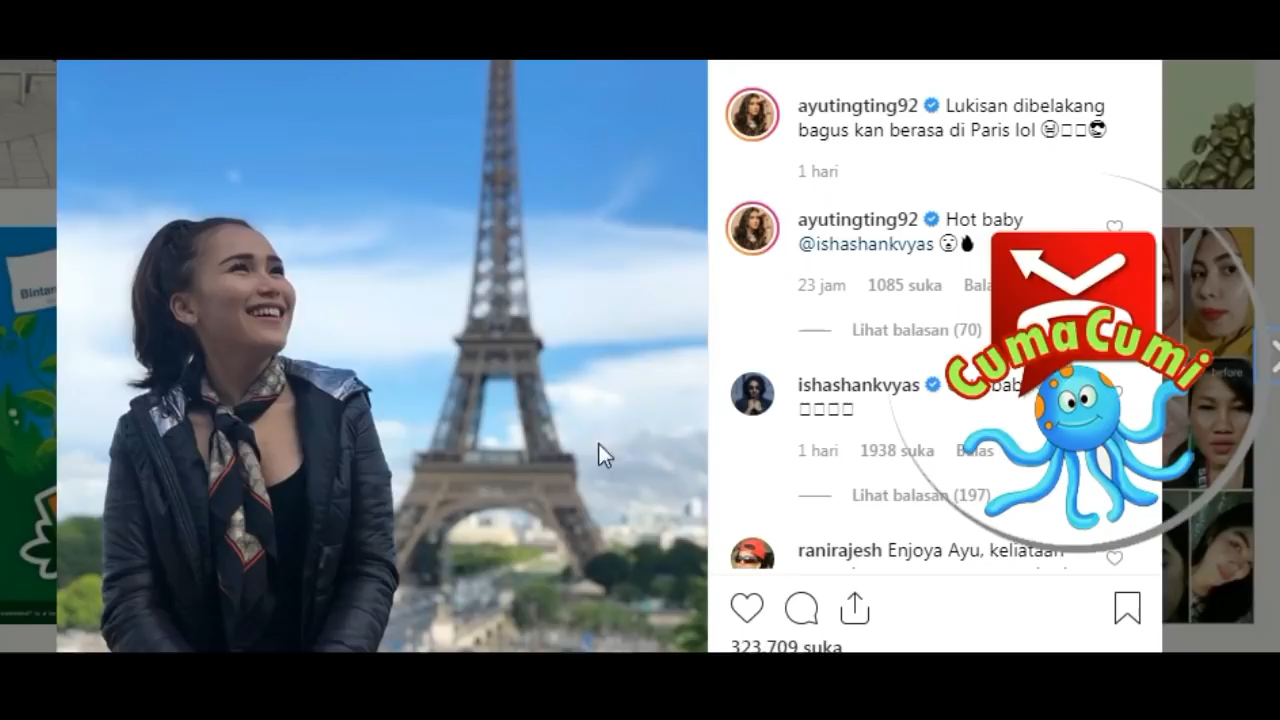 ayutingting92 Lukisan dibelakang
bagus kan berasa di Paris lol
1 hari
ayutingting92 Hot baby
@ishashankvyas
23 jam 1085 suka
Lihat balasan (70)
CumaCumi
ishashankvyas
before
1 hari 1938 suka Balas
Lihat balasan (197)
ranirajesh Enjoya Ayu, keliataan
323.709 suka